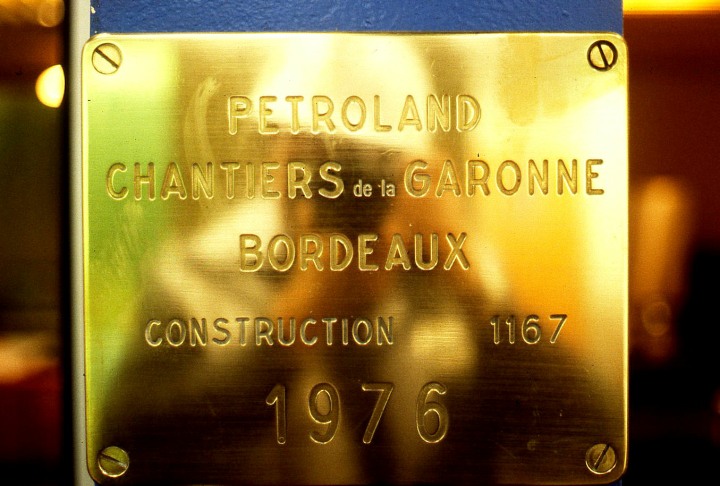 PETROLAND
CHANTIERS de la GARONNE
BORDEAUX
CONSTRUCTION 1167
1976